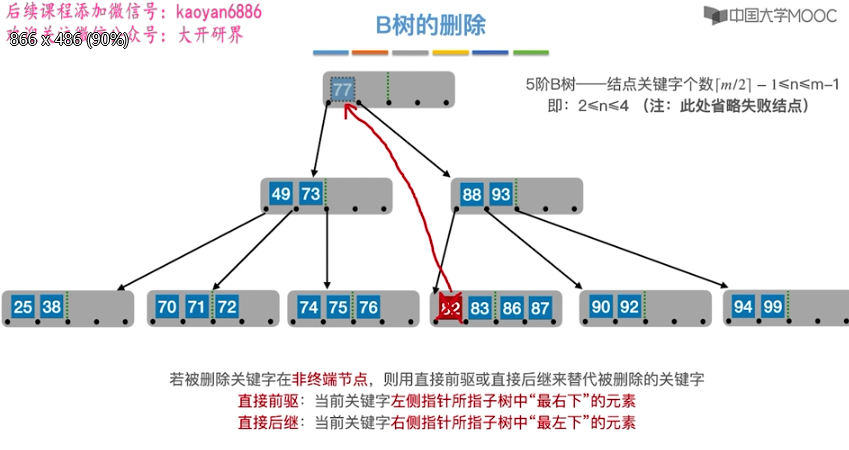 后续课程添加微信号：kaoyan6886
866 x 486 (90%)
众号：大开研界
B树的删除
中国大学MOOC
5阶B树——结点关键字个数⌈m/2⌉ − 1≤n≤m-1
即：2≤n≤4 （注：此处省略失败结点）
77
49 73
88 93
25 38
70 71 72
74 75 76
82 83 86 87
90 92
94 99
若被删除关键字在非终端节点，则用直接前驱或直接后继来替代被删除的关键字
直接前驱：当前关键字左侧指针所指子树中“最右下”的元素
直接后继：当前关键字右侧指针所指子树中“最左下”的元素